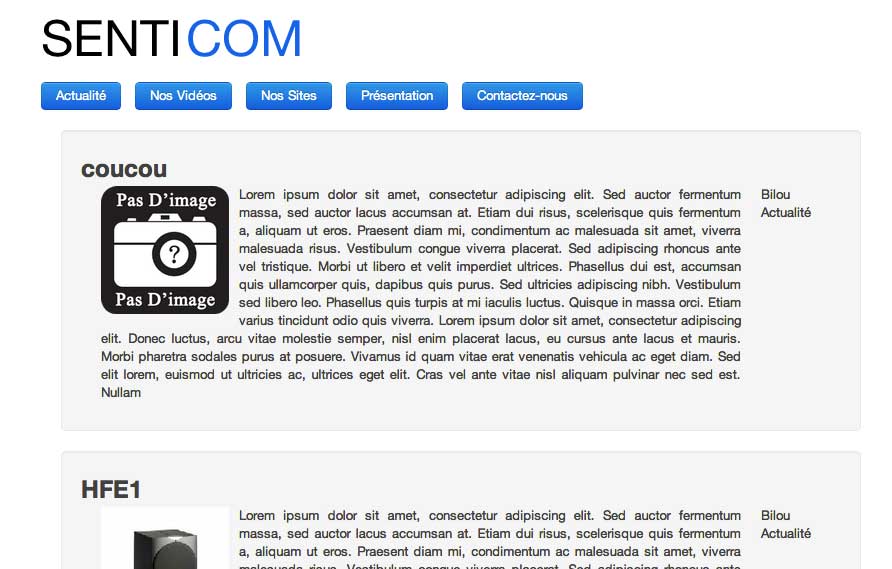 SENTICOM
Actualité Nos Vidéos Nos Sites Présentation Contactez-nous
coucou
Pas D'image
?
Pas D'image
Lorem ipsum dolor sit amet, consectetur adipiscing elit. Sed auctor fermentum
massa, sed auctor lacus accumsan at. Etiam dui risus, scelerisque quis fermentum
a, aliquam ut eros. Praesent diam mi, condimentum ac malesuada sit amet, viverra
malesuada risus. Vestibulum congue viverra placerat. Sed adipiscing rhoncus ante
vel tristique. Morbi ut libero et velit imperdiet ultrices. Phasellus dui est, accumsan
quis ullamcorper quis, dapibus quis purus. Sed ultricies adipiscing nibh. Vestibulum
sed libero leo. Phasellus quis turpis at mi iaculis luctus. Quisque in massa orci. Etiam
varius tincidunt odio quis viverra. Lorem ipsum dolor sit amet, consectetur adipiscing
elit. Donec luctus, arcu vitae molestie semper, nisl enim placerat lacus, eu cursus ante lacus et mauris.
Morbi pharetra sodales purus at posuere. Vivamus id quam vitae erat venenatis vehicula ac eget diam. Sed
elit lorem, euismod ut ultricies ac, ultrices eget elit. Cras vel ante vitae nisl aliquam pulvinar nec sed est.
Nullam
Bilou
Actualité
HFE1
Lorem ipsum dolor sit amet, consectetur adipiscing elit. Sed auctor fermentum
massa, sed auctor lacus accumsan at. Etiam dui risus, scelerisque quis fermentum
a, aliquam ut eros. Praesent diam mi, condimentum ac malesuada sit amet, viverra
malesuada risus. Vestibulum congue viverra placerat. Sed adipiscing rhoncus ante
Bilou
Actualité